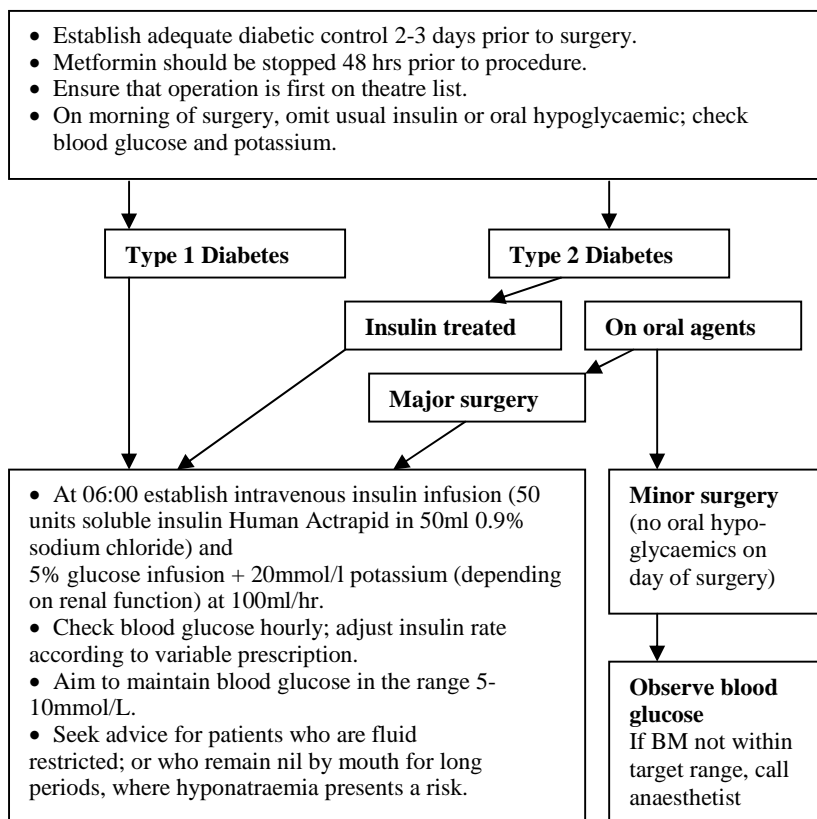 • Establish adequate diabetic control 2-3 days prior to surgery.
• Metformin should be stopped 48 hrs prior to procedure.
• Ensure that operation is first on theatre list.
• On morning of surgery, omit usual insulin or oral hypoglycaemic; check
blood glucose and potassium.
Type 1 Diabetes
Type 2 Diabetes
Insulin treated
On oral agents
Major surgery
• At 06:00 establish intravenous insulin infusion (50
units soluble insulin Human Actrapid in 50ml 0.9%
sodium chloride) and
5% glucose infusion + 20mmol/l potassium (depending
on renal function) at 100ml/hr.
• Check blood glucose hourly; adjust insulin rate
according to variable prescription.
• Aim to maintain blood glucose in the range 5-
10mmol/L.
• Seek advice for patients who are fluid
restricted; or who remain nil by mouth for long
periods, where hyponatraemia presents a risk.
Minor surgery
(no oral hypo-
glycaemics on
day of surgery)
Observe blood
glucose
If BM not within
target range, call
anaesthetist